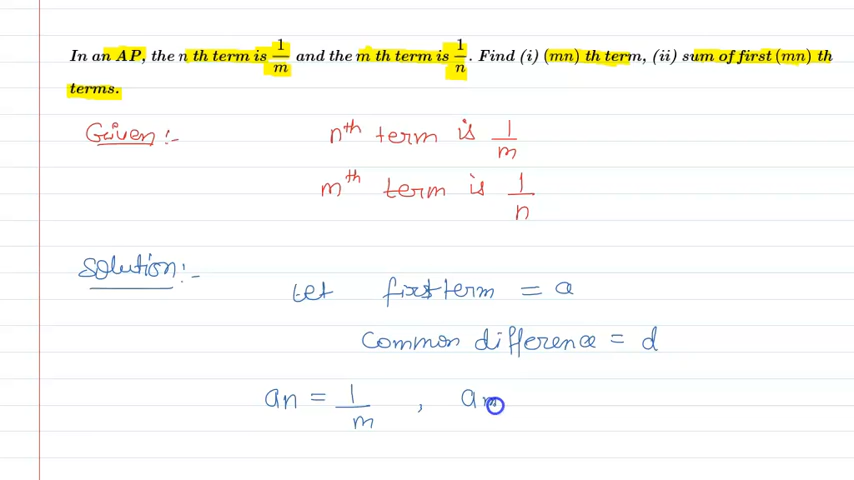 In an AP, the n th term is 1/m and the m th term is 1/n. Find (i) (mn) th term, (ii) sum of first (mn) th
terms.
Given :- nth term is 1/m
mth term is 1/n
Solution :-
Let first term = a
Common difference = d
an = 1/m , am